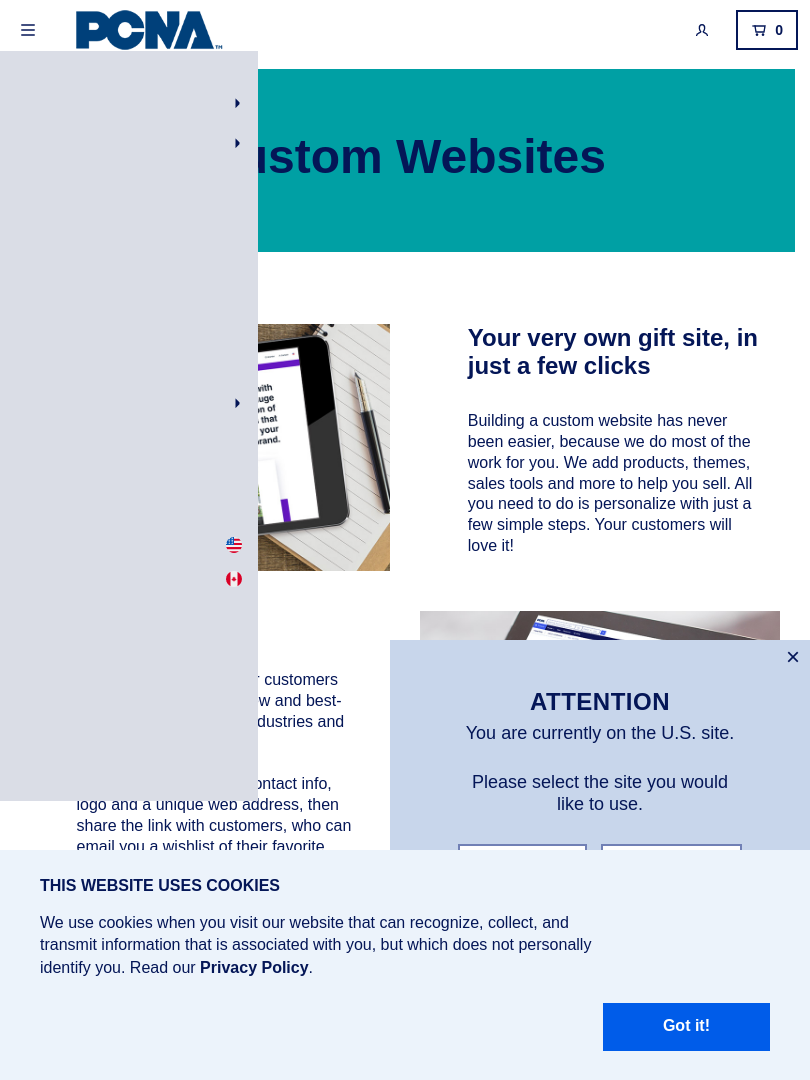 PCNA™
0
ustom Websites
with
uge
on of
s that
your
brand.
Your very own gift site, in
just a few clicks
Building a custom website has never
been easier, because we do most of the
work for you. We add products, themes,
sales tools and more to help you sell. All
you need to do is personalize with just a
few simple steps. Your customers will
love it!
r customers
w and best-
dustries and
ontact info,
logo and a unique web address, then
share the link with customers, who can
email you a wishlist of their favorite
ATTENTION
You are currently on the U.S. site.
Please select the site you would
like to use.
THIS WEBSITE USES COOKIES
We use cookies when you visit our website that can recognize, collect, and
transmit information that is associated with you, but which does not personally
identify you. Read our Privacy Policy.
Got it!